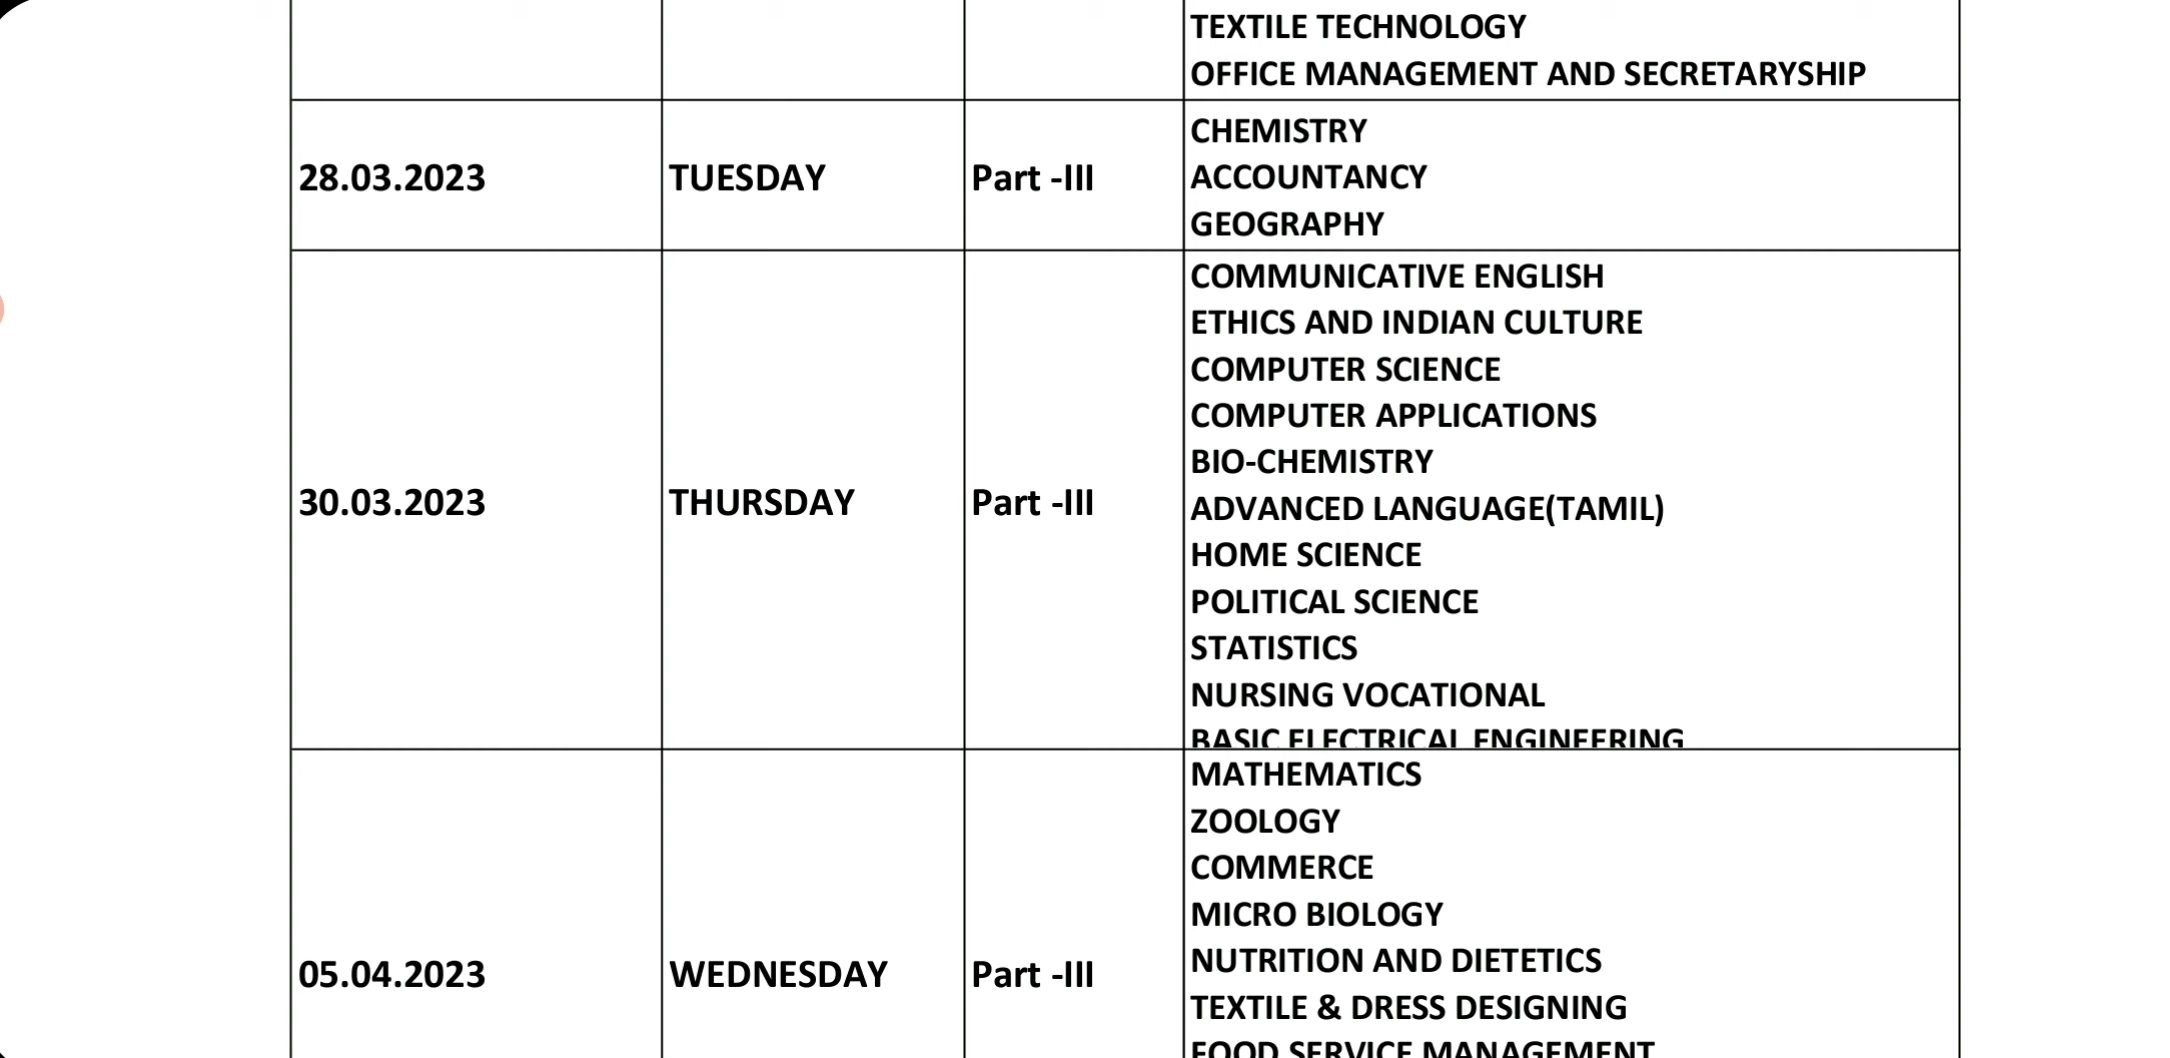 TEXTILE TECHNOLOGY
OFFICE MANAGEMENT AND SECRETARYSHIP
28.03.2023 TUESDAY Part -III
CHEMISTRY
ACCOUNTANCY
GEOGRAPHY
30.03.2023 THURSDAY Part -III
COMMUNICATIVE ENGLISH
ETHICS AND INDIAN CULTURE
COMPUTER SCIENCE
COMPUTER APPLICATIONS
BIO-CHEMISTRY
ADVANCED LANGUAGE(TAMIL)
HOME SCIENCE
POLITICAL SCIENCE
STATISTICS
NURSING VOCATIONAL
BASIC ELECTRICAL ENGINEERING
05.04.2023 WEDNESDAY Part -III
MATHEMATICS
ZOOLOGY
COMMERCE
MICRO BIOLOGY
NUTRITION AND DIETETICS
TEXTILE & DRESS DESIGNING
FOOD SERVICE MANAGEMENT